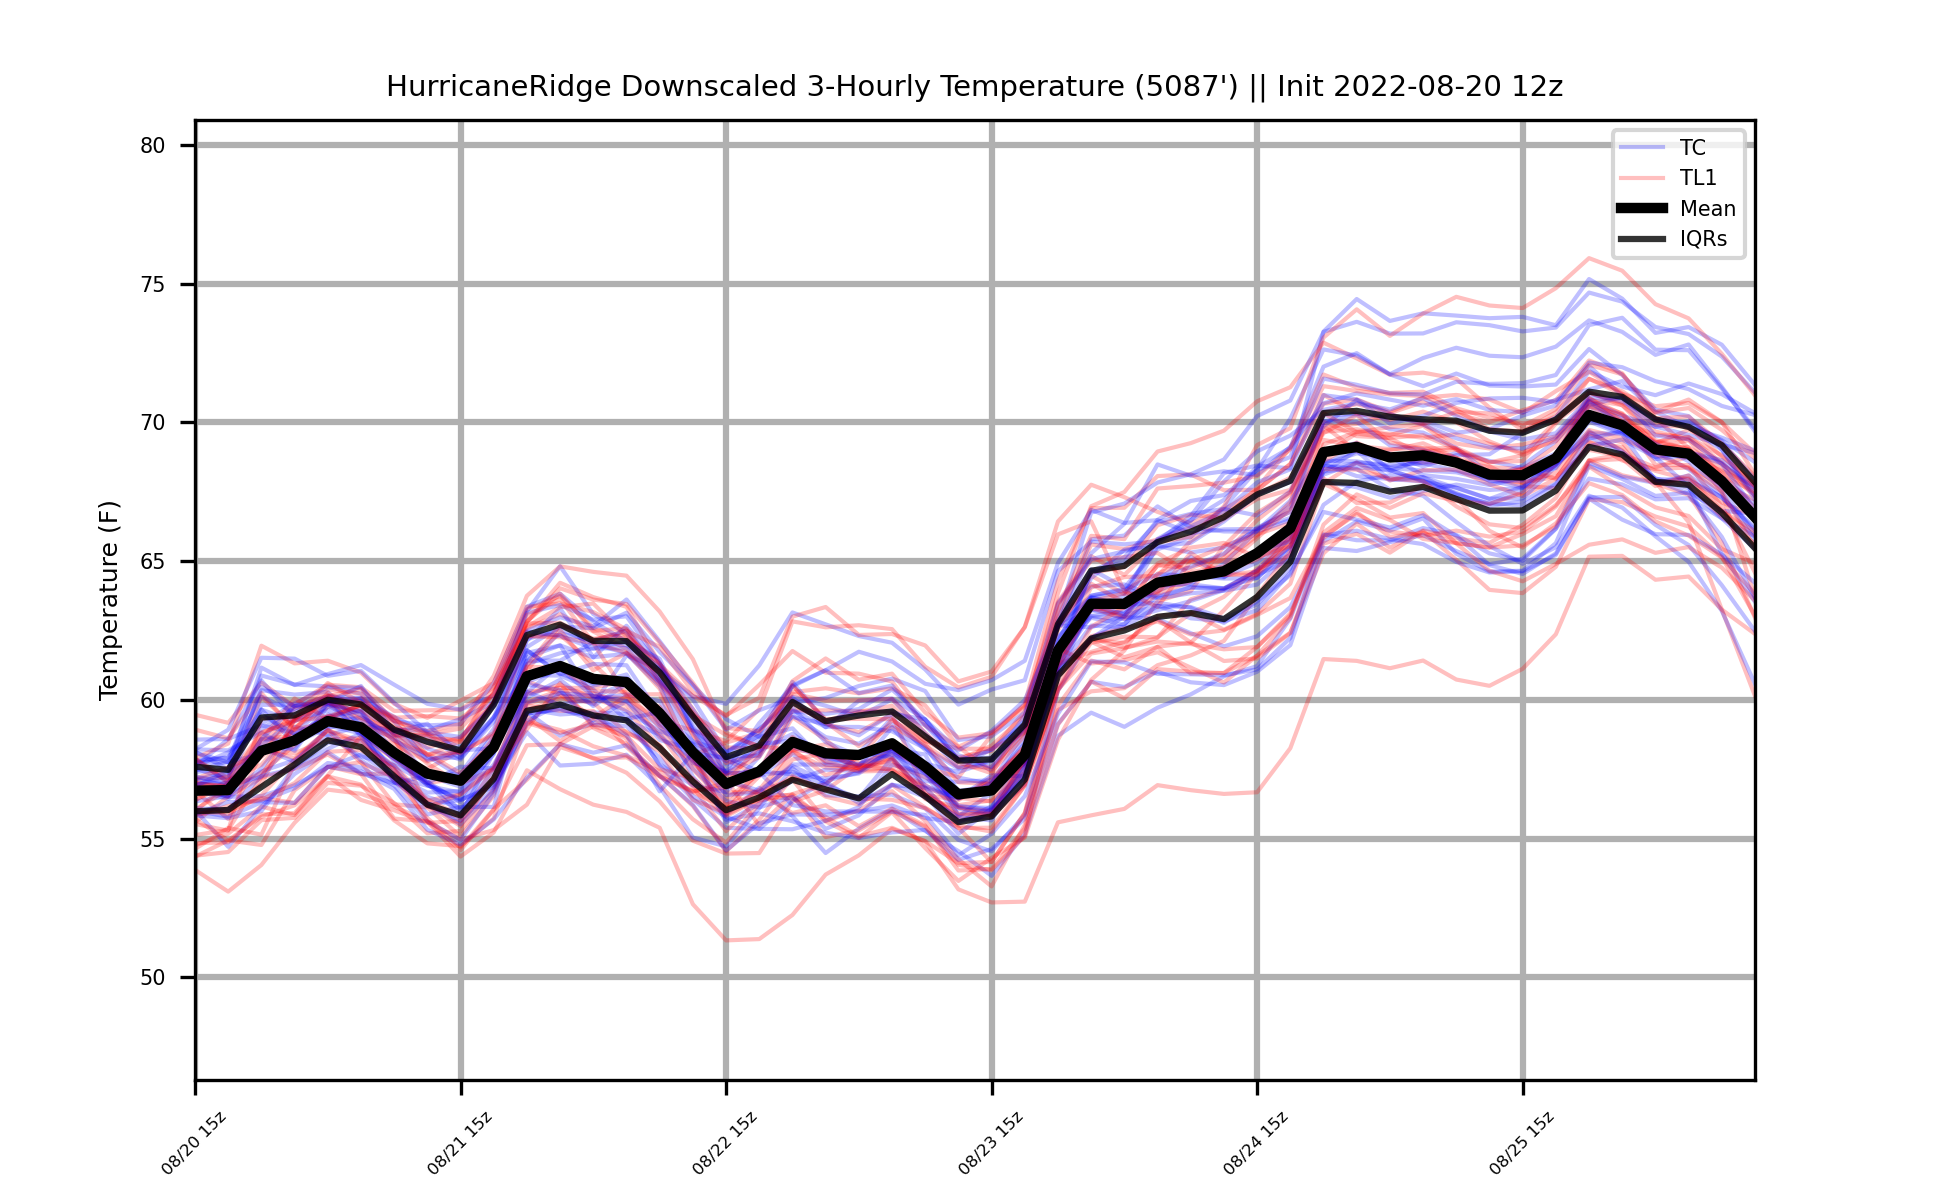 HurricaneRidge Downscaled 3-Hourly Temperature (5087') || Init 2022-08-20 12z
TC
TL1
Mean
IQRs
Temperature (F)
80
75
70
65
60
55
50
08/20 15z
08/21 15z
08/22 15z
08/23 15z
08/24 15z
08/25 15z